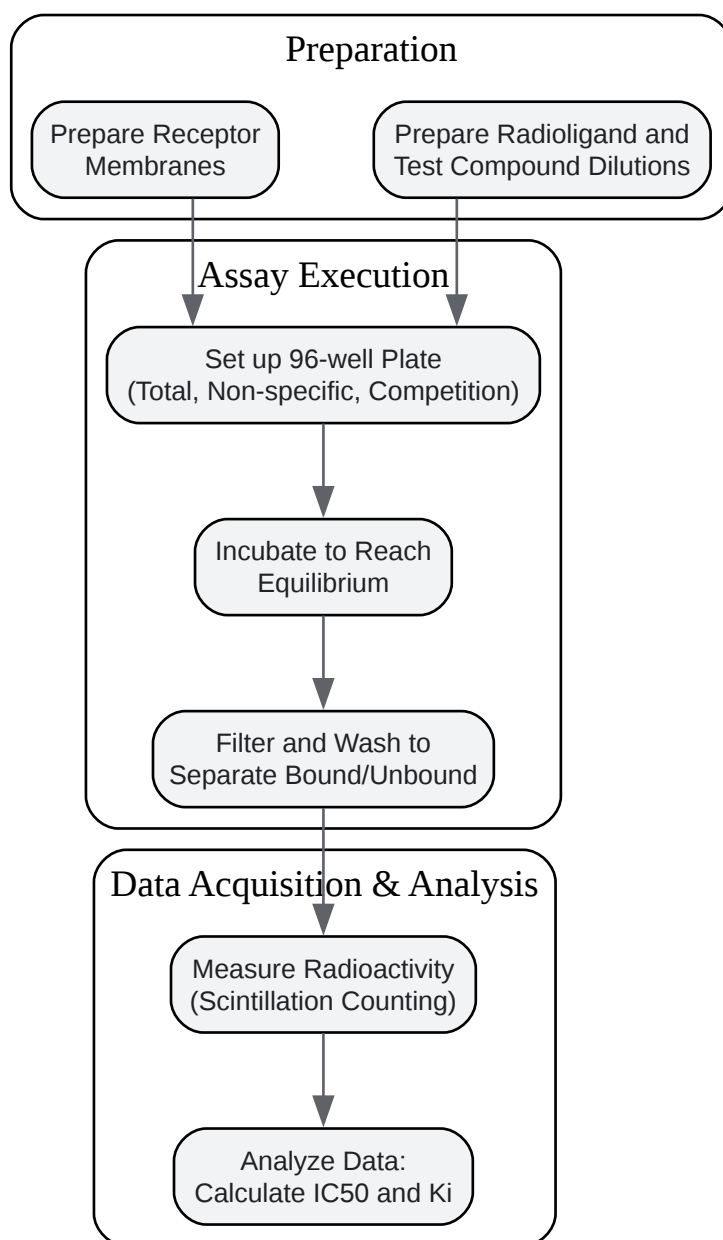 Preparation
Prepare Receptor
Membranes
Prepare Radioligand and
Test Compound Dilutions
Assay Execution
Set up 96-well Plate
(Total, Non-specific, Competition)
Incubate to Reach
Equilibrium
Filter and Wash to
Separate Bound/Unbound
Data Acquisition & Analysis
Measure Radioactivity
(Scintillation Counting)
Analyze Data:
Calculate IC50 and Ki